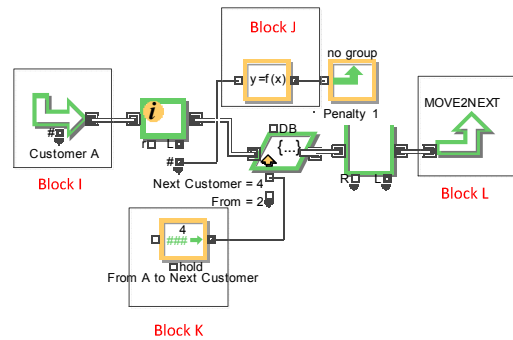 Block J
no group
y=f(x)
Penalty 1
i
#
Customer A
Block I
r L
#
DB
{...}
MOVE2NEXT
Block L
R L
Next Customer = 4
From = 2
4
###
hold
From A to Next Customer
Block K